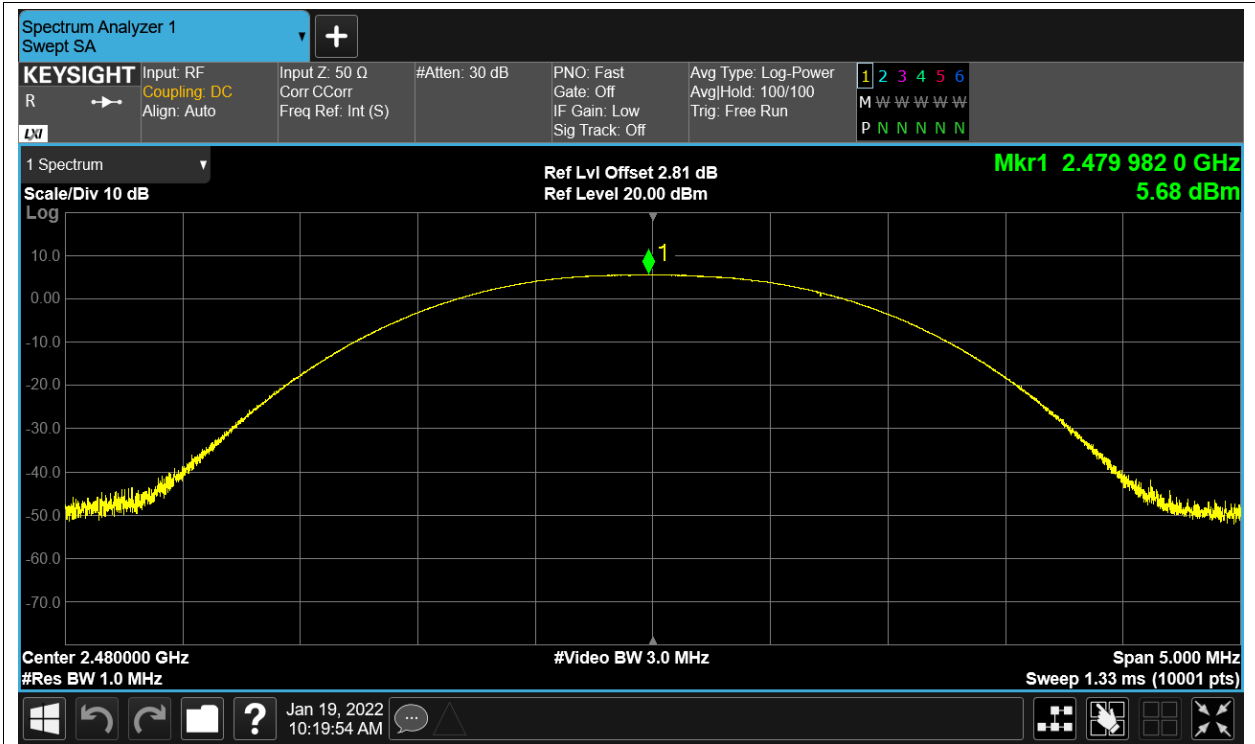 Spectrum Analyzer 1
Swept SA
+
KEYSIGHT
R
LXI
Input: RF
Coupling: DC
Align: Auto
Input Z: 50 Ω
Corr CCorr
Freq Ref: Int (S)
#Atten: 30 dB
PNO: Fast
Gate: Off
IF Gain: Low
Sig Track: Off
Avg Type: Log-Power
Avg|Hold: 100/100
Trig: Free Run
1 2 3 4 5 6
M W W W W W
P N N N N N
1 Spectrum
Scale/Div 10 dB
Log
Ref Lvl Offset 2.81 dB
Ref Level 20.00 dBm
Mkr1 2.479 982 0 GHz
5.68 dBm
1
10.0
0.00
-10.0
-20.0
-30.0
-40.0
-50.0
-60.0
-70.0
Center 2.480000 GHz
#Res BW 1.0 MHz
#Video BW 3.0 MHz
Span 5.000 MHz
Sweep 1.33 ms (10001 pts)
?
Jan 19, 2022
10:19:54 AM